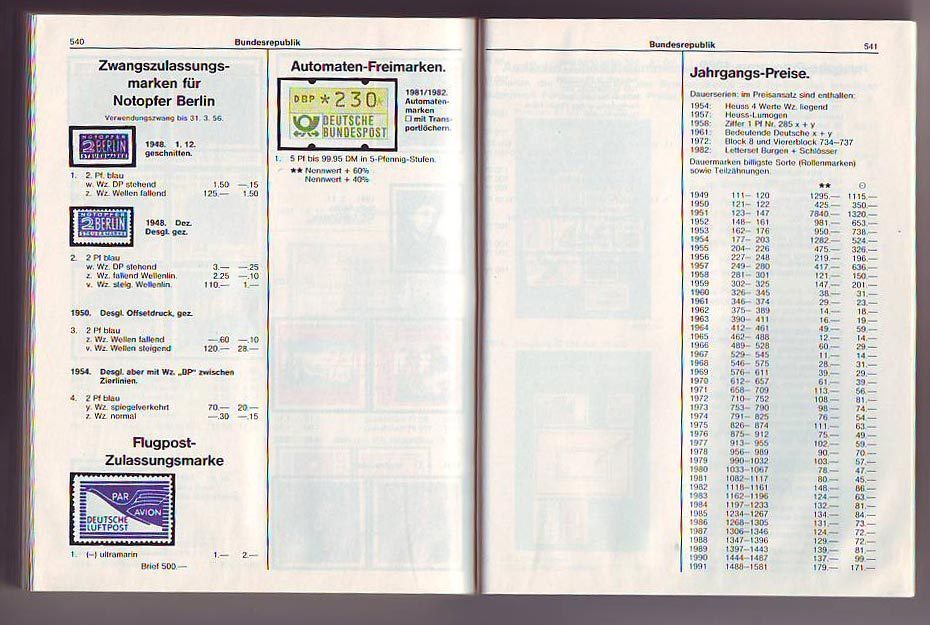 540
Bundesrepublik
Zwangszulassungs-
marken für
Notopfer Berlin
Verwendungszwang bis 31. 3. 56.
NOTOPFER
2 BERLIN
STEUERMARKE
1948. 1. 12.
geschnitten.
1. 2. Pf. blau
w. Wz. DP stehend 1.50 —.15
z. Wz. Wellen fallend 125.— 1.50
NOTOPFER
2 BERLIN
STEUERMARKE
1948. Dez.
Desgl. gez.
2. 2 Pf blau
w. Wz. DP stehend 3.— —.25
z. Wz. fallend Wellenlin. 2.25 —.10
v. Wz. steig. Wellenlin. 110.— 1.—
1950. Desgl. Offsetdruck, gez.
3. 2 Pf blau
z. Wz. Wellen fallend —.60 —.10
v. Wz. Wellen steigend 120.— 28.—
1954. Desgl. aber mit Wz. „BP" zwischen
Zierlinien.
4. 2 Pf blau
y. Wz. spiegelverkehrt 70.— 20.—
z. Wz. normal —.30 —.15
Flugpost-
Zulassungsmarke
PAR
AVION
DEUTSCHE
LUFTPOST
1. (—) ultramarin 1.— 2.—
Brief 500.—
Automaten-Freimarken.
DBP *230
DEUTSCHE
BUNDESPOST
1981/1982.
Automaten-
marken
☐ mit Trans-
portlöchern.
1. 5 Pf bis 99.95 DM in 5-Pfennig-Stufen.
★★ Nennwert + 60%
Nennwert + 40%
Bundesrepublik
541
Jahrgangs-Preise.
Dauerserien: im Preisansatz sind enthalten:
1954: Heuss 4 Werte Wz. liegend
1957: Heuss-Lumogen
1958: Ziffer 1 Pf Nr. 285 x + y
1961: Bedeutende Deutsche x + y
1972: Block 8 und Viererblock 734–737
1982: Letterset Burgen + Schlösser
Dauermarken billigste Sorte (Rollenmarken)
sowie Teilzähnungen.
★★ ⊙
1949 111— 120 1295.— 1115.—
1950 121— 122 425.— 350.—
1951 123— 147 7840.— 1320.—
1952 148— 161 981.— 653.—
1953 162— 176 950.— 738.—
1954 177— 203 1282.— 524.—
1955 204— 226 475.— 326.—
1956 227— 248 219.— 196.—
1957 249— 280 417.— 636.—
1958 281— 301 121.— 150.—
1959 302— 325 147.— 201.—
1960 326— 345 38.— 31.—
1961 346— 374 29.— 23.—
1962 375— 389 14.— 18.—
1963 390— 411 16.— 19.—
1964 412— 461 49.— 59.—
1965 462— 488 12.— 14.—
1966 489— 528 60.— 29.—
1967 529— 545 11.— 14.—
1968 546— 575 28.— 31.—
1969 576— 611 39.— 29.—
1970 612— 657 61.— 39.—
1971 658— 709 113.— 56.—
1972 710— 752 108.— 81.—
1973 753— 790 98.— 74.—
1974 791— 825 76.— 54.—
1975 826— 874 111.— 63.—
1976 875— 912 75.— 49.—
1977 913— 955 102.— 59.—
1978 956— 989 90.— 70.—
1979 990—1032 103.— 57.—
1980 1033—1067 78.— 47.—
1981 1082—1117 80.— 45.—
1982 1118—1161 148.— 86.—
1983 1162—1196 124.— 63.—
1984 1197—1233 132.— 81.—
1985 1234—1267 134.— 84.—
1986 1268—1305 131.— 73.—
1987 1306—1346 124.— 72.—
1988 1347—1396 129.— 72.—
1989 1397—1443 139.— 81.—
1990 1444—1487 137.— 99.—
1991 1488—1581 179.— 171.—